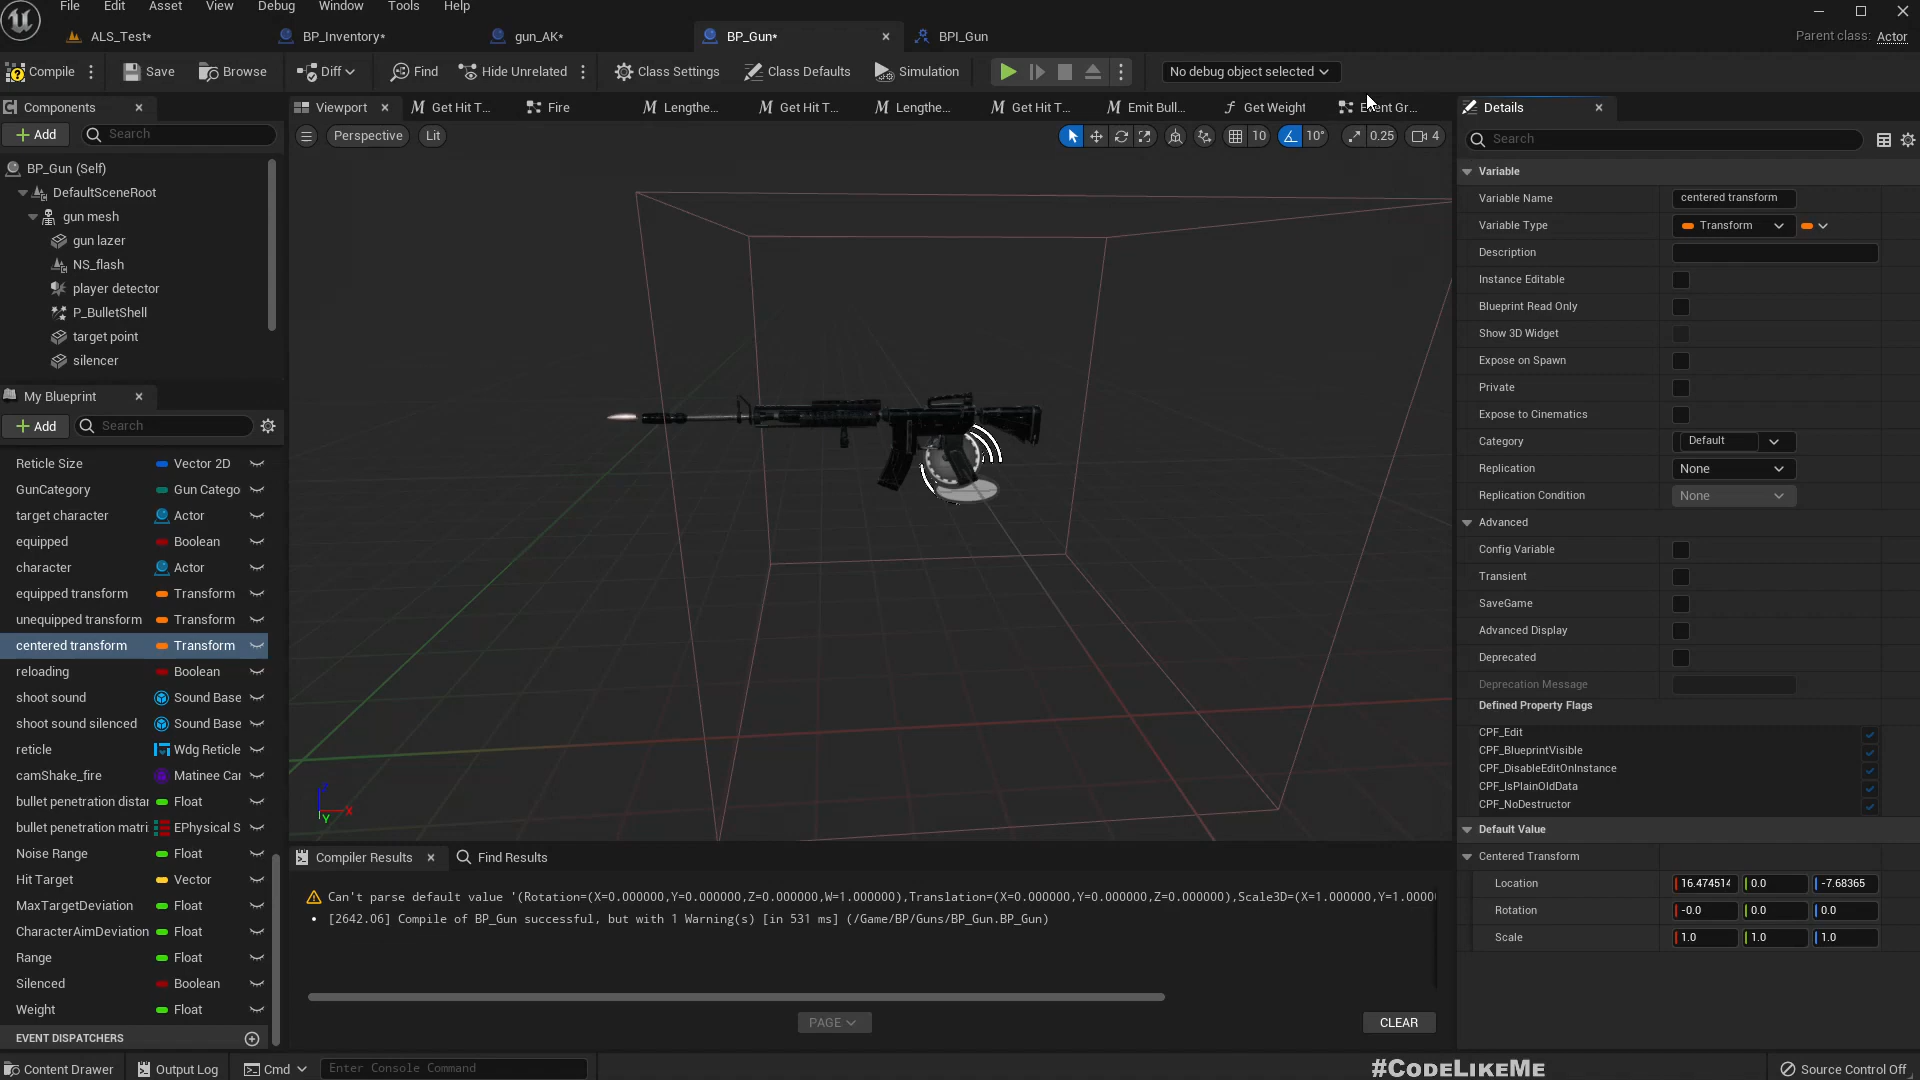 File Edit Asset View Debug Window Tools Help
ALS_Test* BP_Inventory* gun_AK* BP_Gun* BPI_Gun Parent class: Actor
Compile Save Browse Diff Find Hide Unrelated Class Settings Class Defaults Simulation No debug object selected
Components
Add Search
BP_Gun (Self)
DefaultSceneRoot
gun mesh
gun lazer
NS_flash
player detector
P_BulletShell
target point
silencer
My Blueprint
Add Search
Reticle Size Vector 2D
GunCategory Gun Catego
target character Actor
equipped Boolean
character Actor
equipped transform Transform
unequipped transform Transform
centered transform Transform
reloading Boolean
shoot sound Sound Base
shoot sound silenced Sound Base
reticle Wdg Reticle
camShake_fire Matinee Car
bullet penetration distar Float
bullet penetration matri EPhysical S
Noise Range Float
Hit Target Vector
MaxTargetDeviation Float
CharacterAimDeviation Float
Range Float
Silenced Boolean
Weight Float
EVENT DISPATCHERS
Viewport Get Hit T... Fire Lengthe... Get Hit T... Lengthe... Get Hit T... Emit Bull... Get Weight Event Gr...
Perspective Lit 10 10° 0.25 4
Z X Y
Compiler Results Find Results
Can't parse default value '(Rotation=(X=0.000000,Y=0.000000,Z=0.000000,W=1.000000),Translation=(X=0.000000,Y=0.000000,Z=0.000000),Scale3D=(X=1.000000,Y=1.0000
[2642.06] Compile of BP_Gun successful, but with 1 Warning(s) [in 531 ms] (/Game/BP/Guns/BP_Gun.BP_Gun)
PAGE CLEAR
Details
Search
Variable
Variable Name centered transform
Variable Type Transform
Description
Instance Editable
Blueprint Read Only
Show 3D Widget
Expose on Spawn
Private
Expose to Cinematics
Category Default
Replication None
Replication Condition None
Advanced
Config Variable
Transient
SaveGame
Advanced Display
Deprecated
Deprecation Message
Defined Property Flags
CPF_Edit
CPF_BlueprintVisible
CPF_DisableEditOnInstance
CPF_IsPlainOldData
CPF_NoDestructor
Default Value
Centered Transform
Location 16.474514 0.0 -7.68365
Rotation -0.0 0.0 0.0
Scale 1.0 1.0 1.0
Content Drawer Output Log Cmd Enter Console Command #CODELIKEME Source Control Off